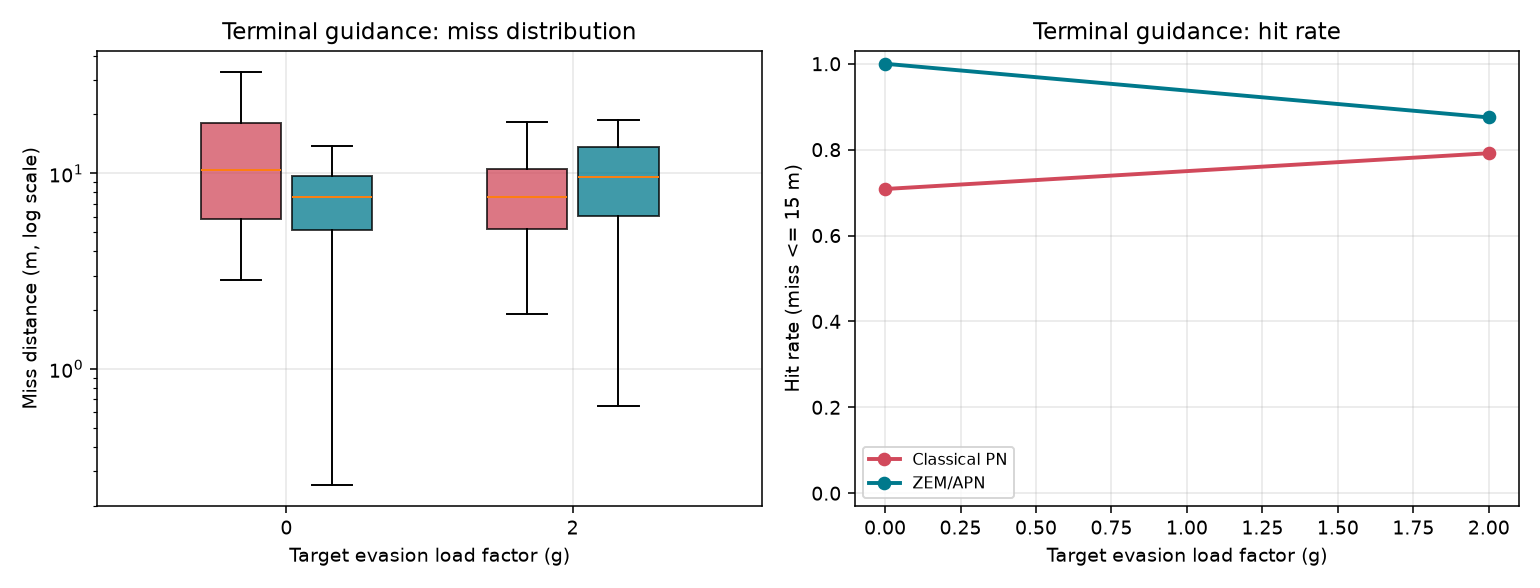 Terminal guidance: miss distribution
Miss distance (m, log scale)
10¹
10⁰
0
2
Target evasion load factor (g)
Terminal guidance: hit rate
Hit rate (miss <= 15 m)
1.0
0.8
0.6
0.4
0.2
0.0
Classical PN
ZEM/APN
0.00 0.25 0.50 0.75 1.00 1.25 1.50 1.75 2.00
Target evasion load factor (g)